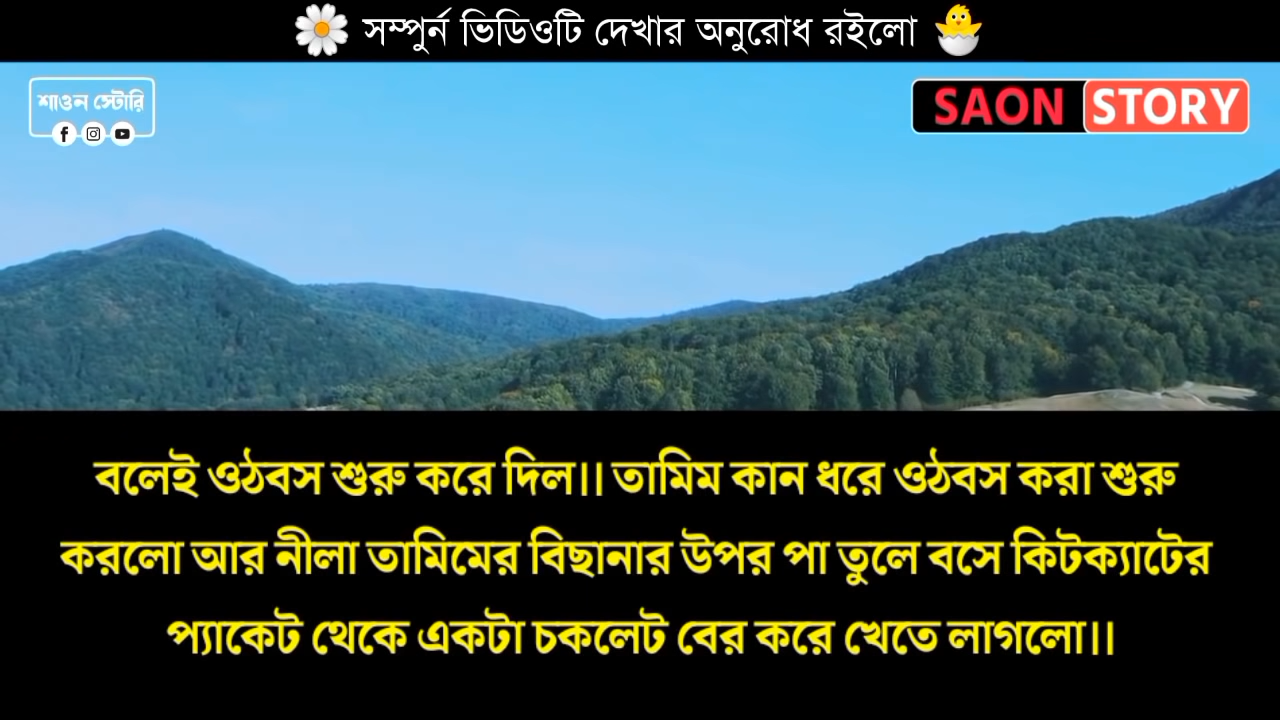 🌼 সম্পুর্ন ভিডিওটি দেখার অনুরোধ রইলো 🐣
শাওন স্টোরি
SAON STORY
বলেই ওঠবস শুরু করে দিল।। তামিম কান ধরে ওঠবস করা শুরু
করলো আর নীলা তামিমের বিছানার উপর পা তুলে বসে কিটক্যাটের
প্যাকেট থেকে একটা চকলেট বের করে খেতে লাগলো।।